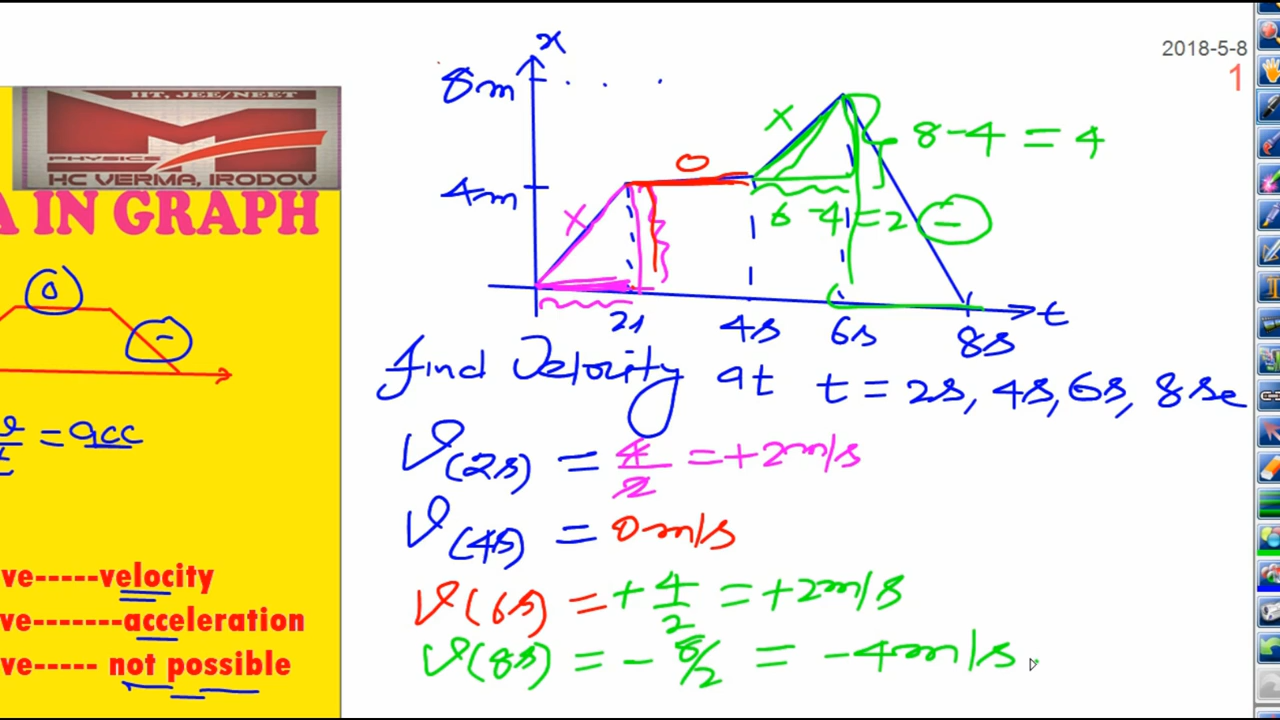 2018-5-8
1
x
8m
IIT, JEE/NEET
PHYSICS
HC VERMA, IRODOV
A IN GRAPH
4m
x
0
x
8-4 = 4
6-4=2
-
2s
4s
6s
8s
t
0
-
Find Velocity at t = 2s, 4s, 6s, 8sec
t = acc
V(2s) = 4/2 = +2m/s
V(4s) = 0m/s
V(6s) = +4/2 = +2m/s
V(8s) = -8/2 = -4m/s
ve-----velocity
ve-------acceleration
ve----- not possible